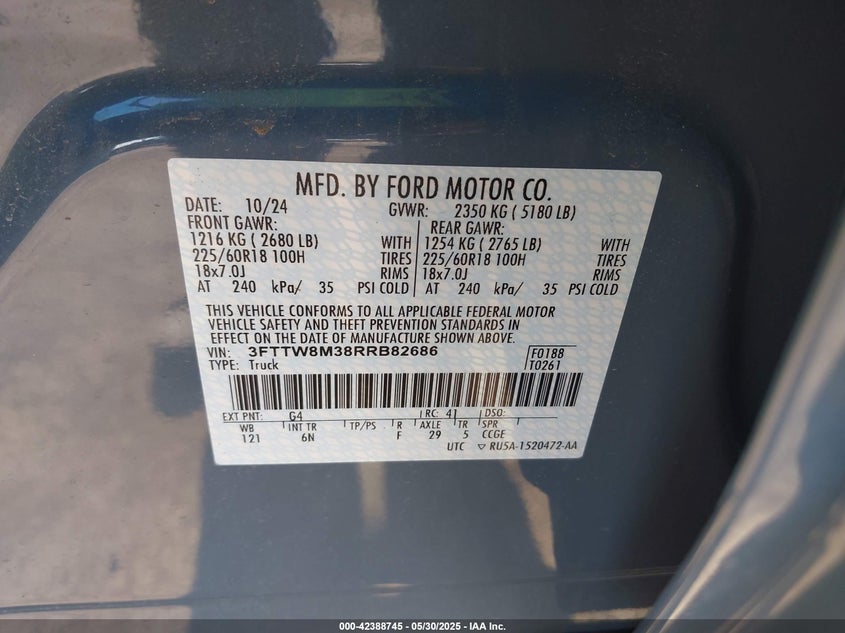 MFD. BY FORD MOTOR CO.
DATE: 10/24 GVWR: 2350 KG ( 5180 LB)
FRONT GAWR: REAR GAWR:
1216 KG ( 2680 LB) WITH 1254 KG ( 2765 LB) WITH
225/60R18 100H TIRES 225/60R18 100H TIRES
18x7.0J RIMS 18x7.0J RIMS
AT 240 kPa/ 35 PSI COLD AT 240 kPa/ 35 PSI COLD
THIS VEHICLE CONFORMS TO ALL APPLICABLE FEDERAL MOTOR
VEHICLE SAFETY AND THEFT PREVENTION STANDARDS IN
EFFECT ON THE DATE OF MANUFACTURE SHOWN ABOVE.
VIN: 3FTTW8M38RRB82686 F0188
TYPE: Truck T0261
EXT PNT: G4 RC: 41 DSO:
WB INT TR TP/PS R AXLE TR SPR
121 6N F 29 5 CCGE
UTC ▽ RU5A-1520472-AA
000-42388745 — 05/30/2025 — IAA Inc.